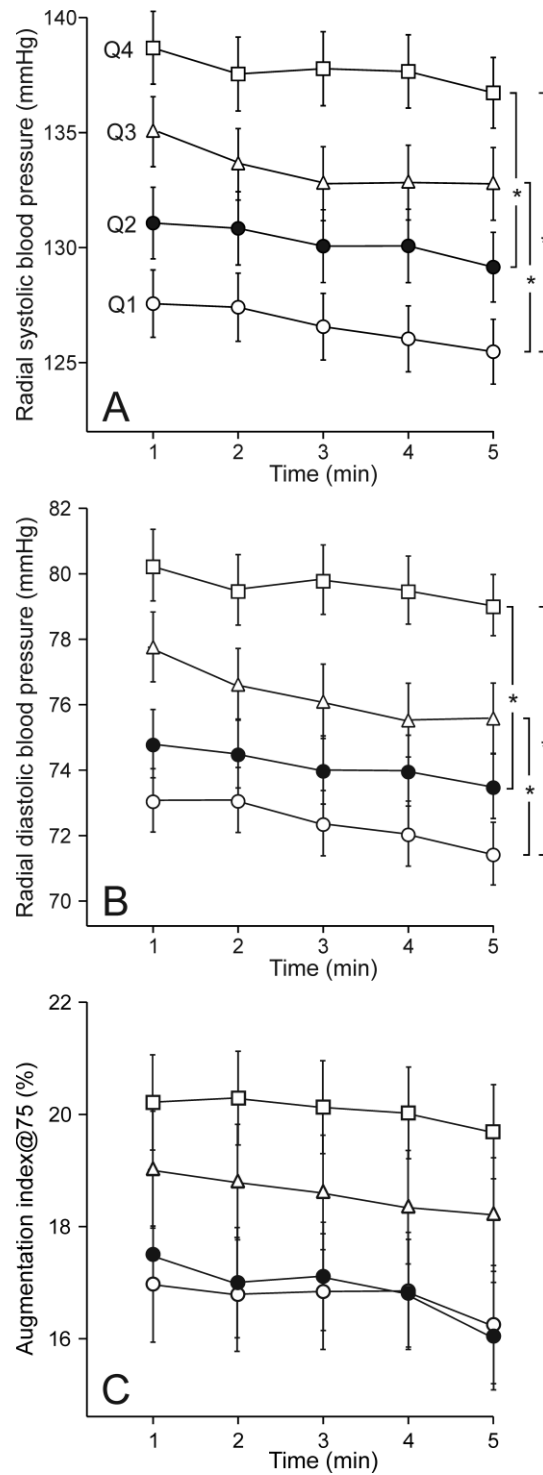 Radial systolic blood pressure (mmHg)
140
135
130
125
Q4
Q3
Q2
Q1
*
*
*
A
1 2 3 4 5
Time (min)
Radial diastolic blood pressure (mmHg)
82
80
78
76
74
72
70
*
*
*
B
1 2 3 4 5
Time (min)
Augmentation index@75 (%)
22
20
18
16
C
1 2 3 4 5
Time (min)